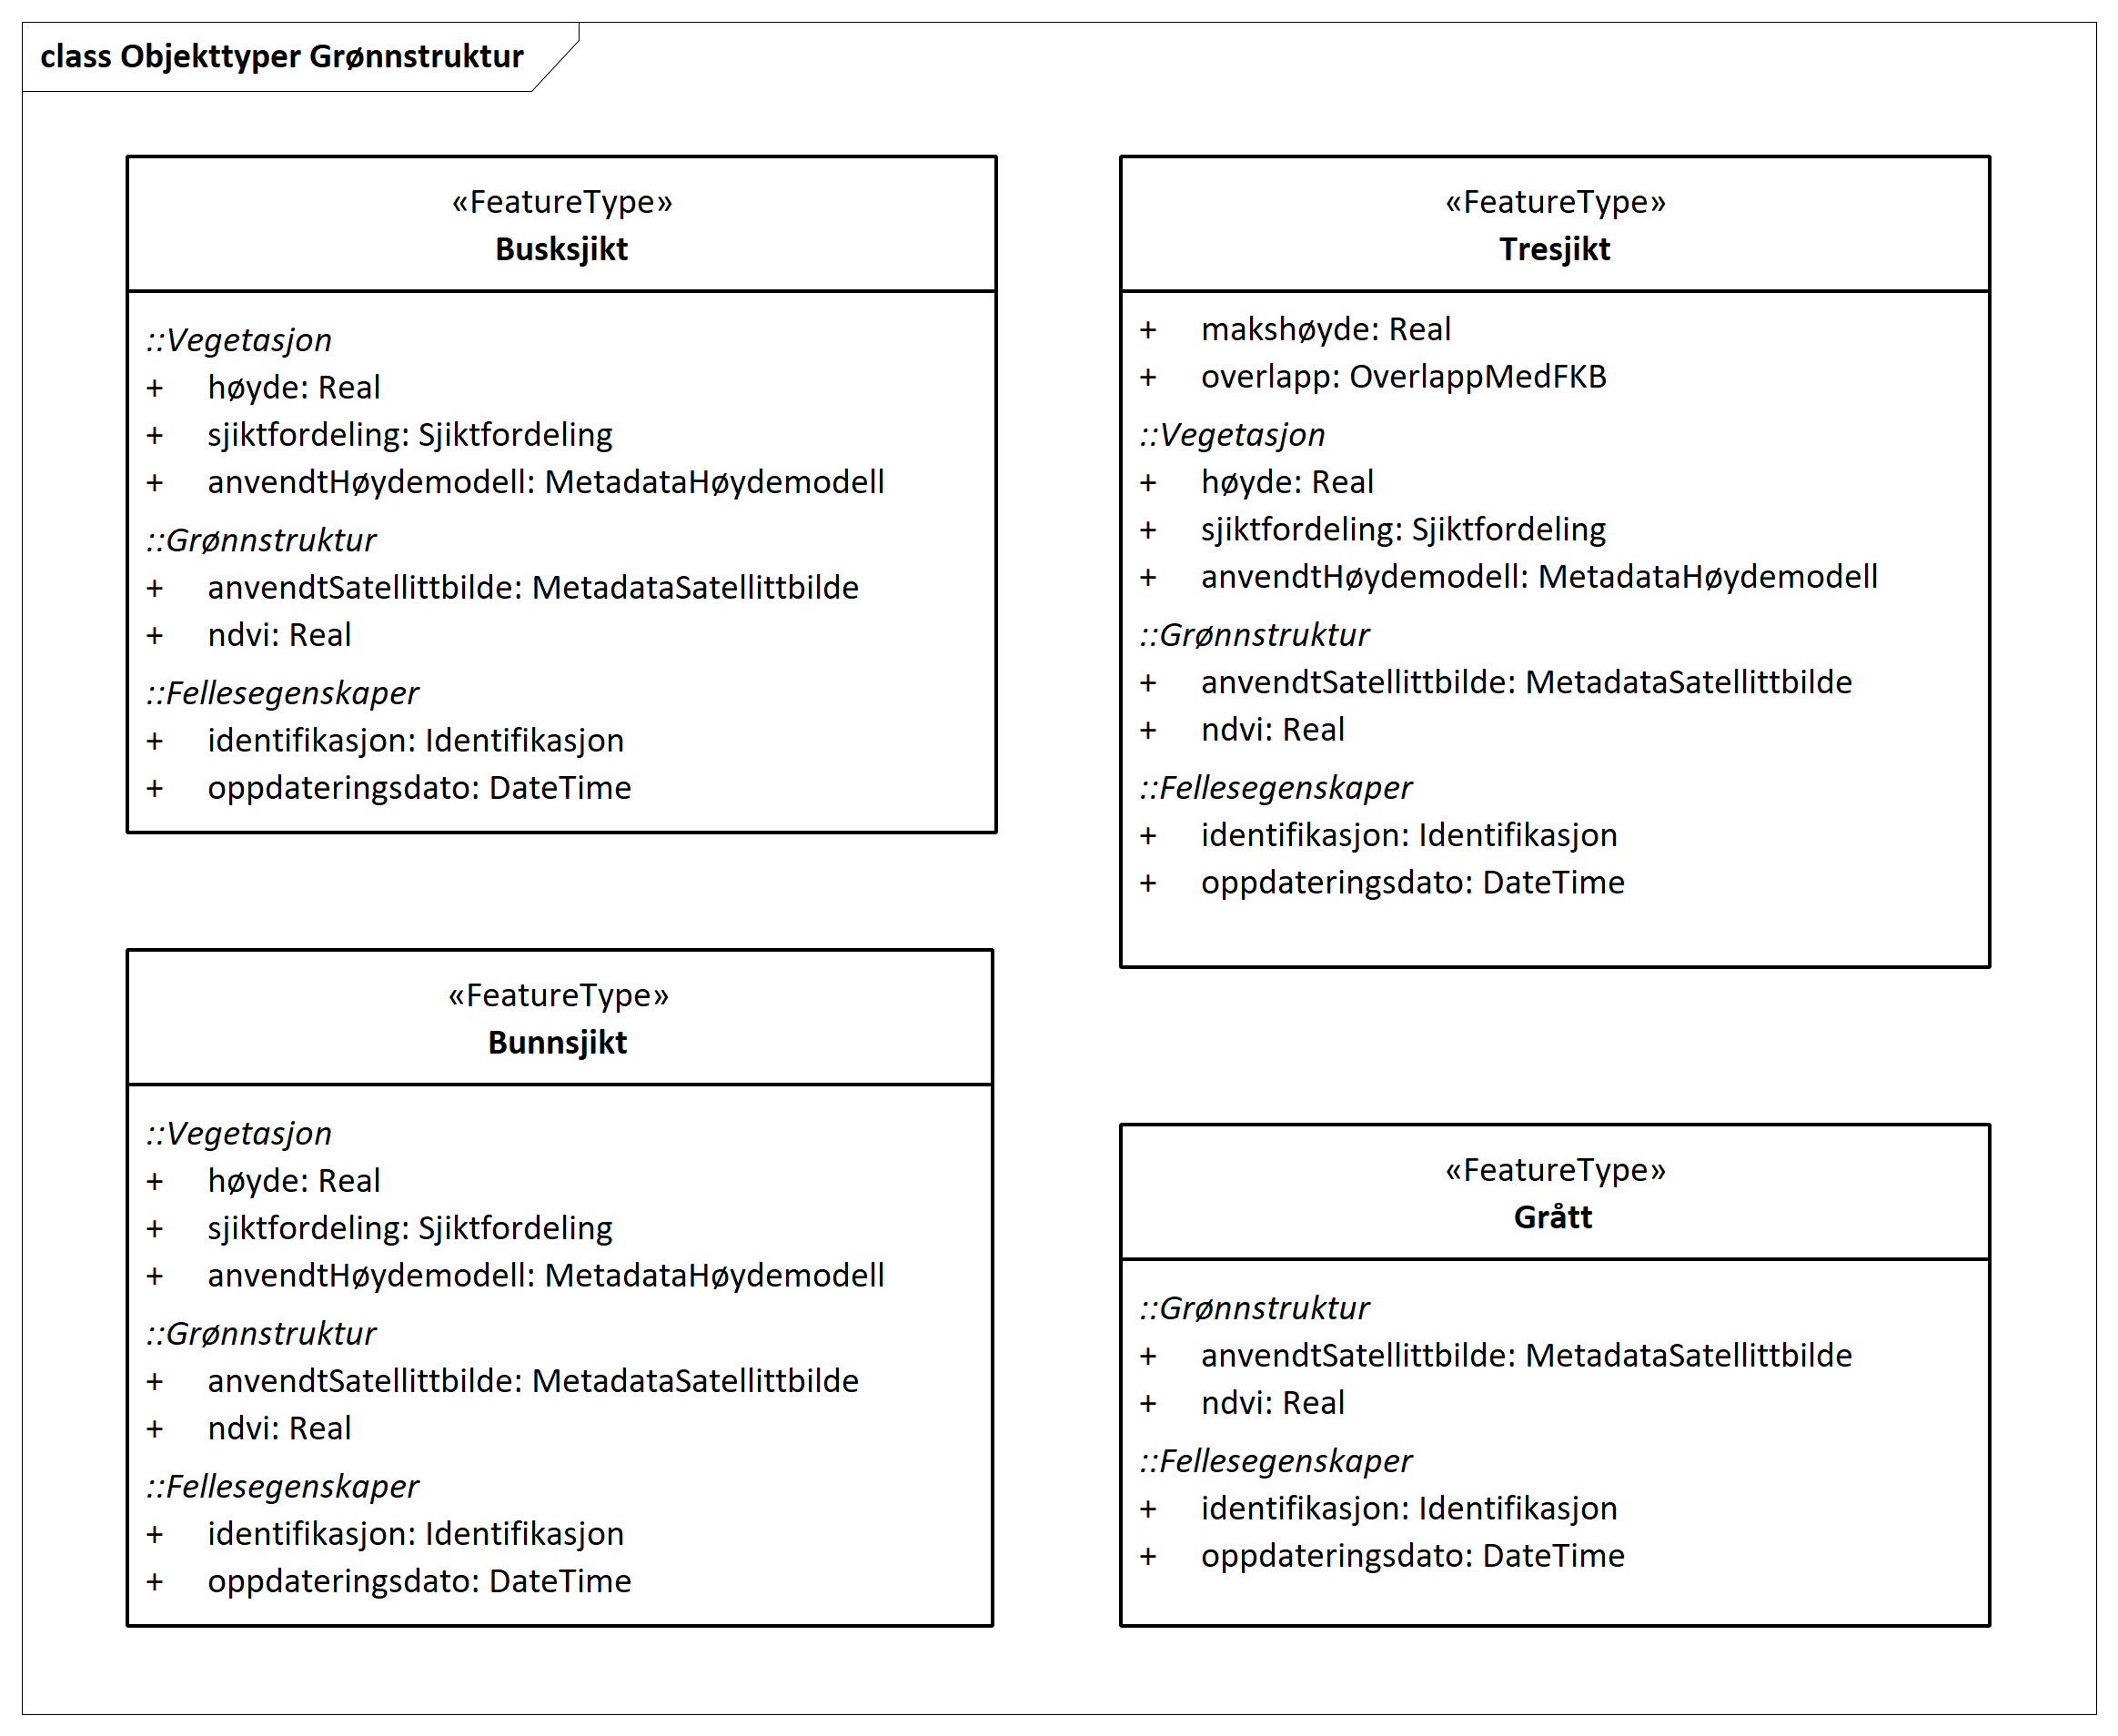 class Objekttyper Grønnstruktur
«FeatureType»
Busksjikt
::Vegetasjon
+ høyde: Real
+ sjiktfordeling: Sjiktfordeling
+ anvendtHøydemodell: MetadataHøydemodell
::Grønnstruktur
+ anvendtSatellittbilde: MetadataSatellittbilde
+ ndvi: Real
::Fellesegenskaper
+ identifikasjon: Identifikasjon
+ oppdateringsdato: DateTime
«FeatureType»
Tresjikt
+ makshøyde: Real
+ overlapp: OverlappMedFKB
::Vegetasjon
+ høyde: Real
+ sjiktfordeling: Sjiktfordeling
+ anvendtHøydemodell: MetadataHøydemodell
::Grønnstruktur
+ anvendtSatellittbilde: MetadataSatellittbilde
+ ndvi: Real
::Fellesegenskaper
+ identifikasjon: Identifikasjon
+ oppdateringsdato: DateTime
«FeatureType»
Bunnsjikt
::Vegetasjon
+ høyde: Real
+ sjiktfordeling: Sjiktfordeling
+ anvendtHøydemodell: MetadataHøydemodell
::Grønnstruktur
+ anvendtSatellittbilde: MetadataSatellittbilde
+ ndvi: Real
::Fellesegenskaper
+ identifikasjon: Identifikasjon
+ oppdateringsdato: DateTime
«FeatureType»
Grått
::Grønnstruktur
+ anvendtSatellittbilde: MetadataSatellittbilde
+ ndvi: Real
::Fellesegenskaper
+ identifikasjon: Identifikasjon
+ oppdateringsdato: DateTime